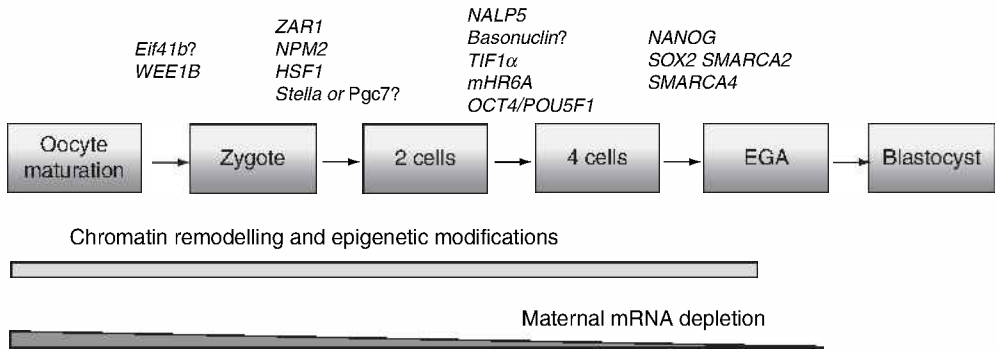 Eif41b?
WEE1B
ZAR1
NPM2
HSF1
Stella or Pgc7?
NALP5
Basonuclin?
TIF1α
mHR6A
OCT4/POU5F1
NANOG
SOX2 SMARCA2
SMARCA4
Oocyte
maturation
Zygote
2 cells
4 cells
EGA
Blastocyst
Chromatin remodelling and epigenetic modifications
Maternal mRNA depletion